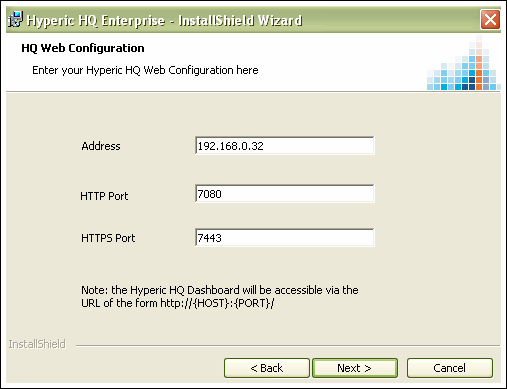 Hyperic HQ Enterprise - InstallShield Wizard
HQ Web Configuration
Enter your Hyperic HQ Web Configuration here
Address 192.168.0.32
HTTP Port 7080
HTTPS Port 7443
Note: the Hyperic HQ Dashboard will be accessible via the
URL of the form http://{HOST}:{PORT}/
InstallShield
< Back Next > Cancel